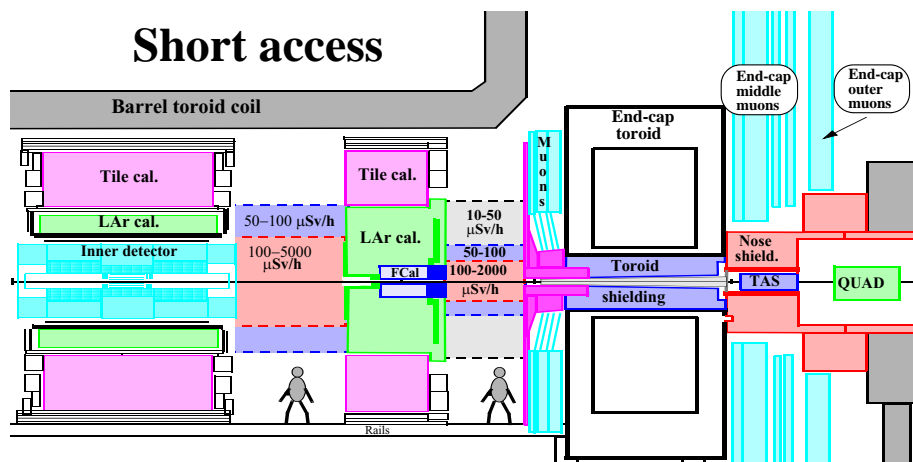 Short access
Barrel toroid coil
End-cap
middle
muons
End-cap
outer
muons
End-cap
toroid
Muons
Tile cal.
Tile cal.
LAr cal.
50–100 μSv/h
10-50
μSv/h
Inner detector
100-5000
μSv/h
LAr cal.
50-100
FCal
100-2000
μSv/h
Toroid
shielding
Nose
shield.
TAS
QUAD
Rails